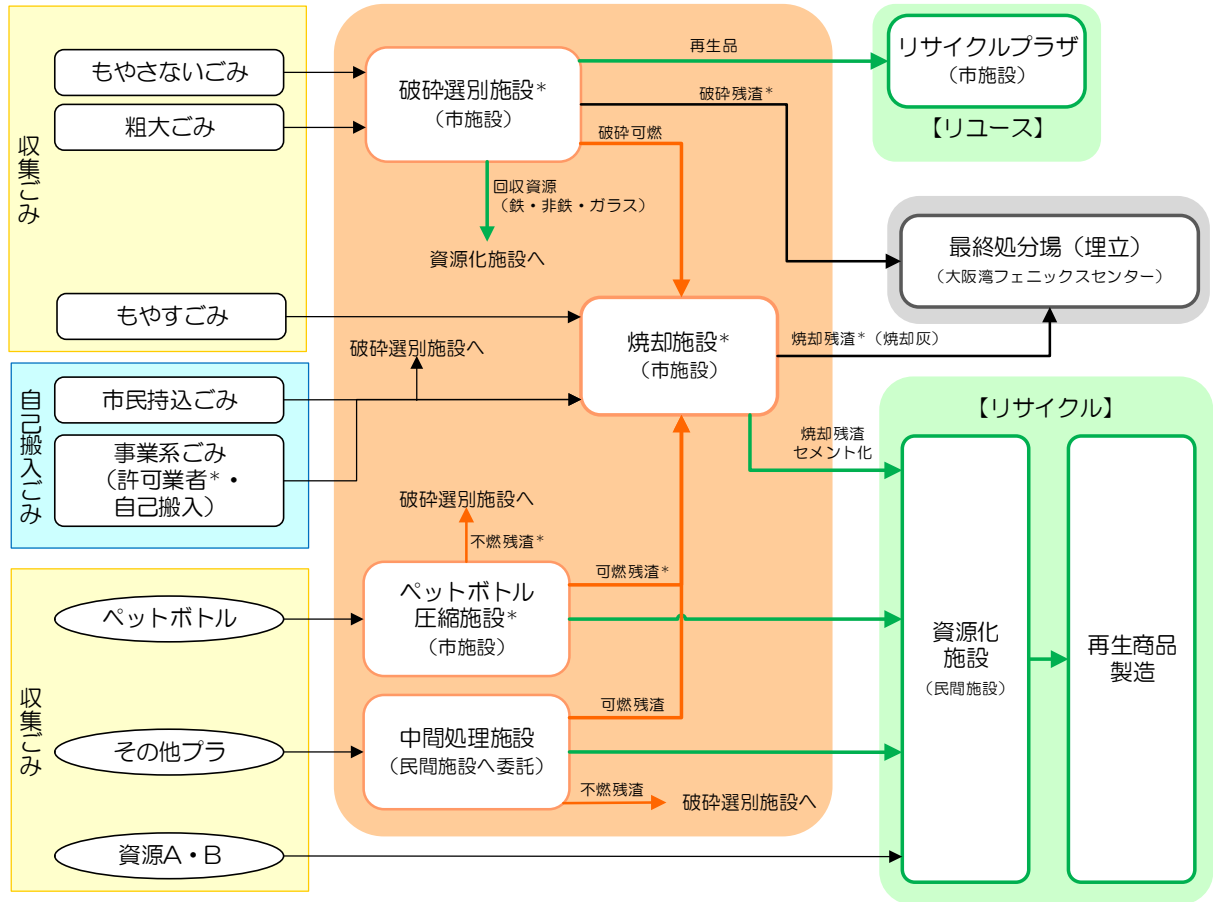 収集ごみ
もやさないごみ
粗大ごみ
もやすごみ
破砕選別施設*
（市施設）
再生品
破砕残渣*
破砕可燃
回収資源
（鉄・非鉄・ガラス）
資源化施設へ
リサイクルプラザ
（市施設）
【リユース】
最終処分場（埋立）
（大阪湾フェニックスセンター）
焼却施設*
（市施設）
焼却残渣*（焼却灰）
破砕選別施設へ
自己搬入ごみ
市民持込ごみ
事業系ごみ
（許可業者*・
自己搬入）
焼却残渣
セメント化
【リサイクル】
破砕選別施設へ
不燃残渣*
可燃残渣*
収集ごみ
ペットボトル
その他プラ
資源A・B
ペットボトル
圧縮施設*
（市施設）
可燃残渣
中間処理施設
（民間施設へ委託）
不燃残渣
破砕選別施設へ
資源化
施設
（民間施設）
再生商品
製造